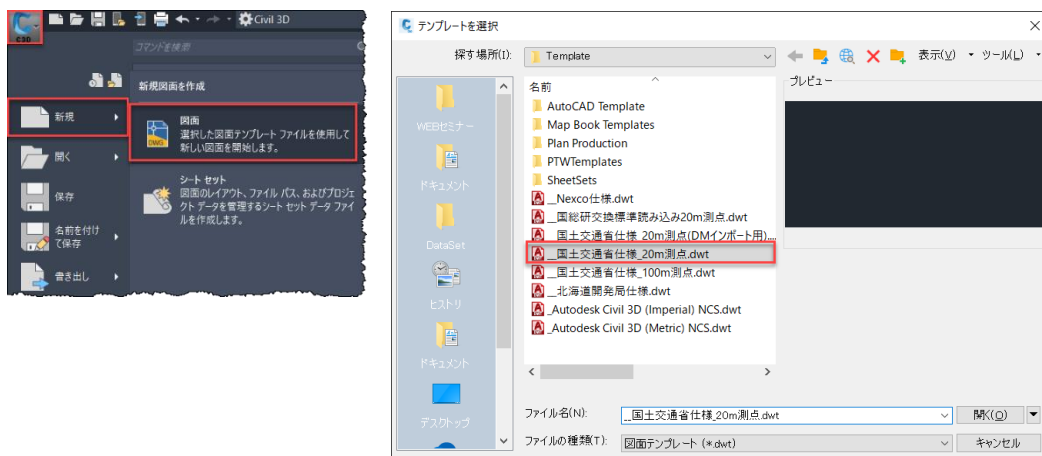 C3D
Civil 3D
コマンドを検索
新規図面を作成
新規
図面
選択した図面テンプレート ファイルを使用して
新しい図面を開始します。
DWG
開く
シート セット
図面のレイアウト、ファイル パス、およびプロジェ
クト データを管理するシート セット データ ファイ
ルを作成します。
保存
名前を付け
て保存
書き出し
テンプレートを選択
探す場所(I):
Template
表示(V)
ツール(L)
WEBセミナー
ドキュメント
DataSet
ヒストリ
ドキュメント
デスクトップ
名前
AutoCAD Template
Map Book Templates
Plan Production
PTWTemplates
SheetSets
__Nexco仕様.dwt
__国総研交換標準読み込み20m測点.dwt
__国土交通省仕様_20m測点(DMインポート用)....
__国土交通省仕様_20m測点.dwt
__国土交通省仕様_100m測点.dwt
__北海道開発局仕様.dwt
_Autodesk Civil 3D (Imperial) NCS.dwt
_Autodesk Civil 3D (Metric) NCS.dwt
プレビュー
ファイル名(N):
__国土交通省仕様_20m測点.dwt
開く(O)
ファイルの種類(T):
図面テンプレート (*.dwt)
キャンセル